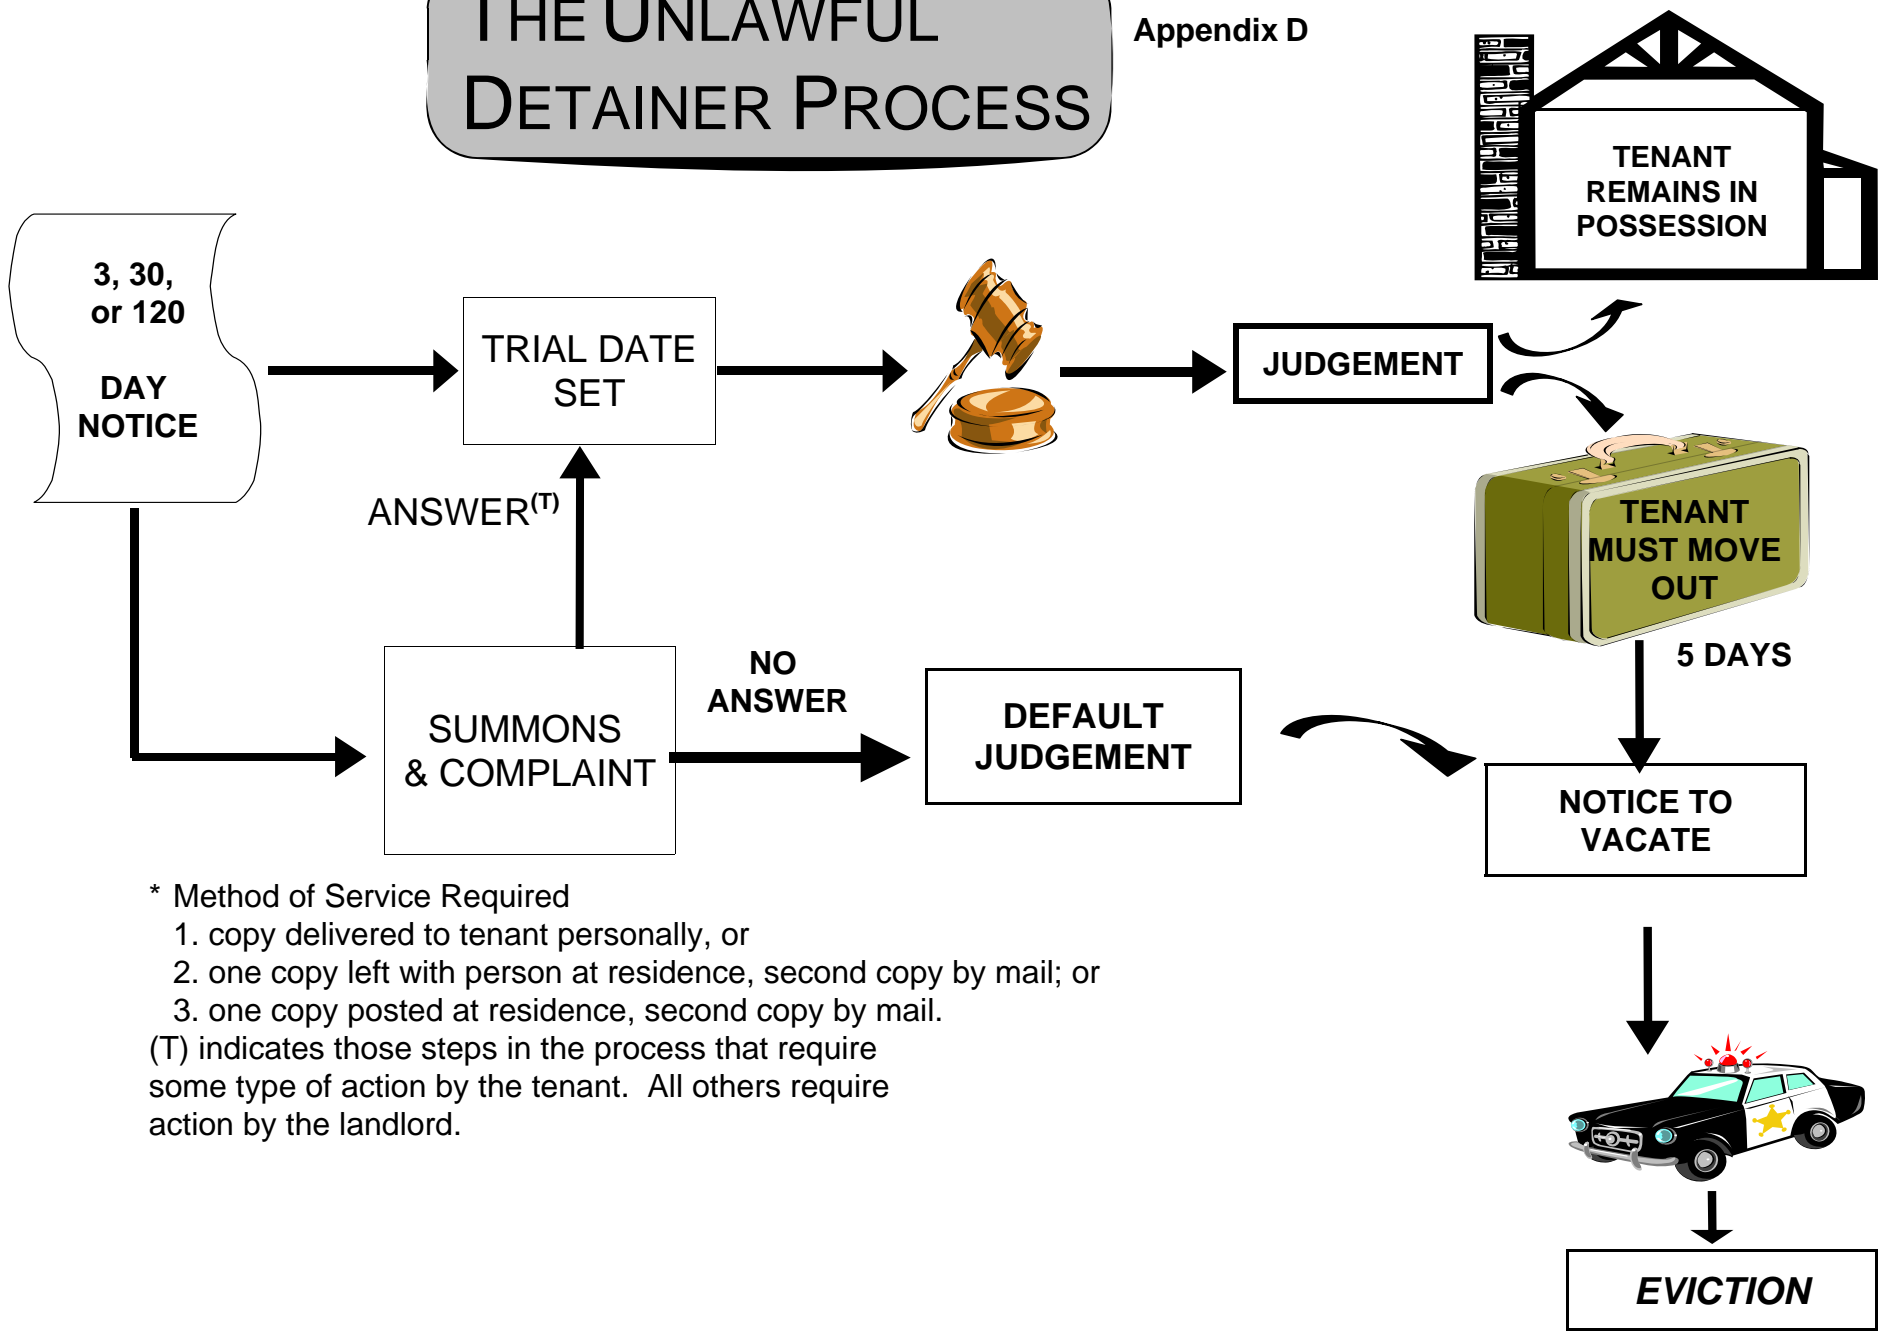 THE UNLAWFUL
DETAINER PROCESS
Appendix D
TENANT
REMAINS IN
POSSESSION
3, 30,
or 120
DAY
NOTICE
TRIAL DATE
SET
JUDGEMENT
ANSWER(T)
TENANT
MUST MOVE
OUT
5 DAYS
SUMMONS
& COMPLAINT
NO
ANSWER
DEFAULT
JUDGEMENT
NOTICE TO
VACATE
* Method of Service Required
1. copy delivered to tenant personally, or
2. one copy left with person at residence, second copy by mail; or
3. one copy posted at residence, second copy by mail.
(T) indicates those steps in the process that require
some type of action by the tenant. All others require
action by the landlord.
EVICTION